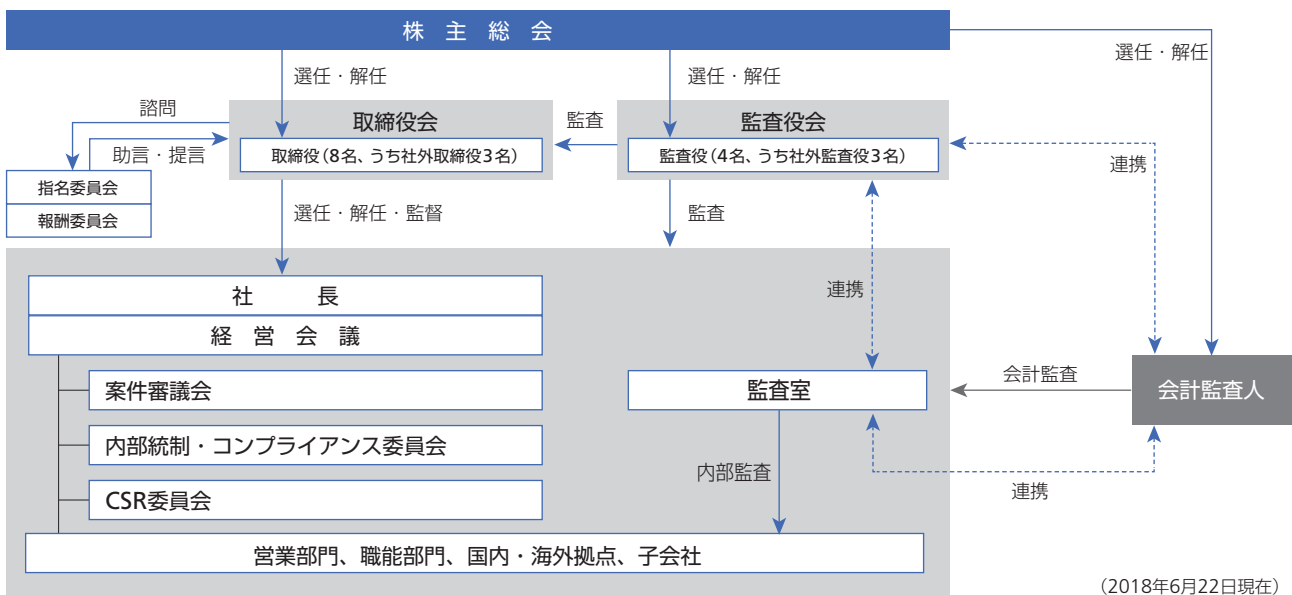 株主総会
選任・解任
選任・解任
選任・解任
諮問
助言・提言
取締役会
取締役(8名、うち社外取締役3名)
監査
監査役会
監査役(4名、うち社外監査役3名)
連携
指名委員会
報酬委員会
選任・解任・監督
監査
社長
経営会議
連携
案件審議会
監査室
会計監査
会計監査人
内部統制・コンプライアンス委員会
内部監査
連携
CSR委員会
営業部門、職能部門、国内・海外拠点、子会社
(2018年6月22日現在)